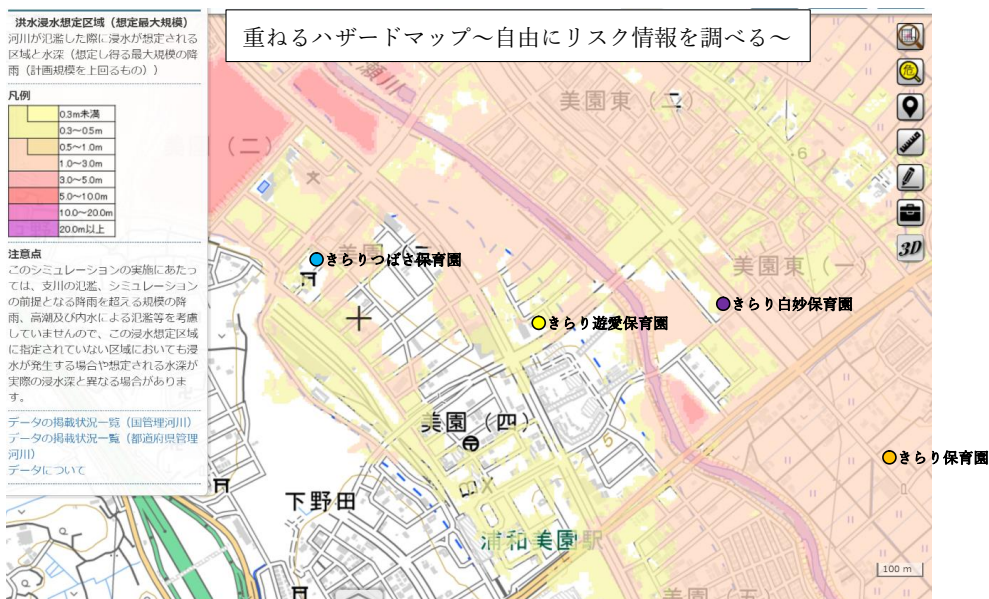 重ねるハザードマップ～自由にリスク情報を調べる～
洪水浸水想定区域（想定最大規模）
河川が氾濫した際に浸水が想定される
区域と水深（想定し得る最大規模の降
雨（計画規模を上回るもの））
凡例
0.3m未満
0.3～0.5m
0.5～1.0m
1.0～3.0m
3.0～5.0m
5.0～10.0m
10.0～20.0m
20.0m以上
注意点
このシミュレーションの実施にあたっ
ては、支川の氾濫、シミュレーション
の前提となる降雨を超える規模の降
雨、高潮及び内水による氾濫等を考慮
していませんので、この浸水想定区域
に指定されていない区域においても浸
水が発生する場合や想定される水深が
実際の浸水深と異なる場合がありま
す。
データの掲載状況一覧（国管理河川）
データの掲載状況一覧（都道府県管理
河川）
データについて
瀬川
美園東（二）
（二）
6
きらりつばさ保育園
美園東（一）
きらり白妙保育園
きらり遊愛保育園
美園（四）
5
きらり保育園
下野田
浦和美園駅
美園（五）
危
3D
100 m